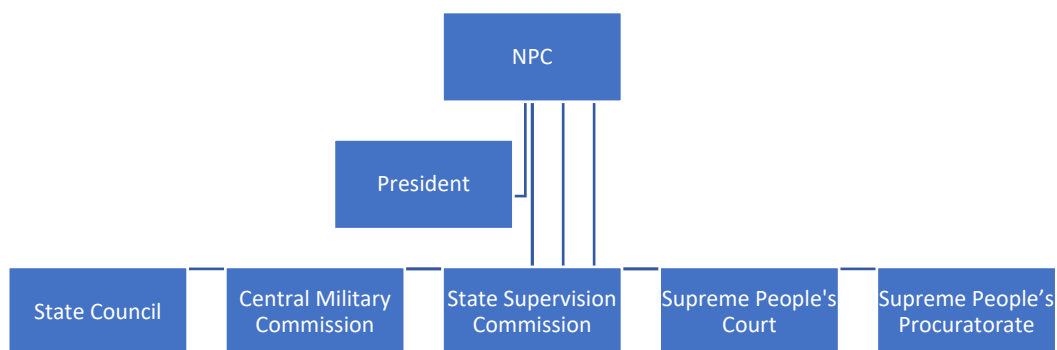 NPC
President
State Council
Central Military
Commission
State Supervision
Commission
Supreme People's
Court
Supreme People’s
Procuratorate